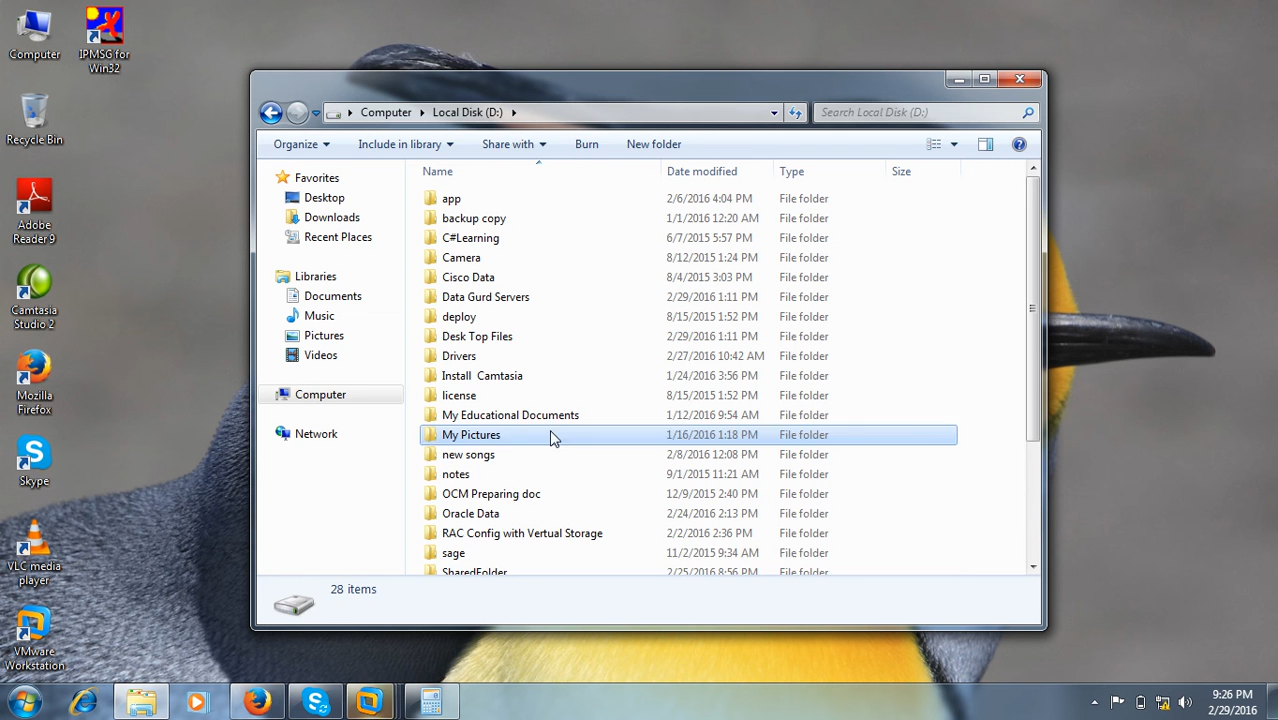 Computer
IPMSG for
Win32
Recycle Bin
Adobe
Reader 9
Camtasia
Studio 2
Mozilla
Firefox
Skype
VLC media
player
VMware
Workstation
Computer
Local Disk (D:)
Search Local Disk (D:)
Organize
Include in library
Share with
Burn
New folder
Favorites
Desktop
Downloads
Recent Places
Libraries
Documents
Music
Pictures
Videos
Computer
Network
Name Date modified Type Size
app 2/6/2016 4:04 PM File folder
backup copy 1/1/2016 12:20 AM File folder
C#Learning 6/7/2015 5:57 PM File folder
Camera 8/12/2015 1:24 PM File folder
Cisco Data 8/4/2015 3:03 PM File folder
Data Gurd Servers 2/29/2016 1:11 PM File folder
deploy 8/15/2015 1:52 PM File folder
Desk Top Files 2/29/2016 1:11 PM File folder
Drivers 2/27/2016 10:42 AM File folder
Install Camtasia 1/24/2016 3:56 PM File folder
license 8/15/2015 1:52 PM File folder
My Educational Documents 1/12/2016 9:54 AM File folder
My Pictures 1/16/2016 1:18 PM File folder
new songs 2/8/2016 12:08 PM File folder
notes 9/1/2015 11:21 AM File folder
OCM Preparing doc 12/9/2015 2:40 PM File folder
Oracle Data 2/24/2016 2:13 PM File folder
RAC Config with Vertual Storage 2/2/2016 2:36 PM File folder
sage 11/2/2015 9:34 AM File folder
SharedFolder 2/25/2016 8:56 PM File folder
28 items
9:26 PM
2/29/2016